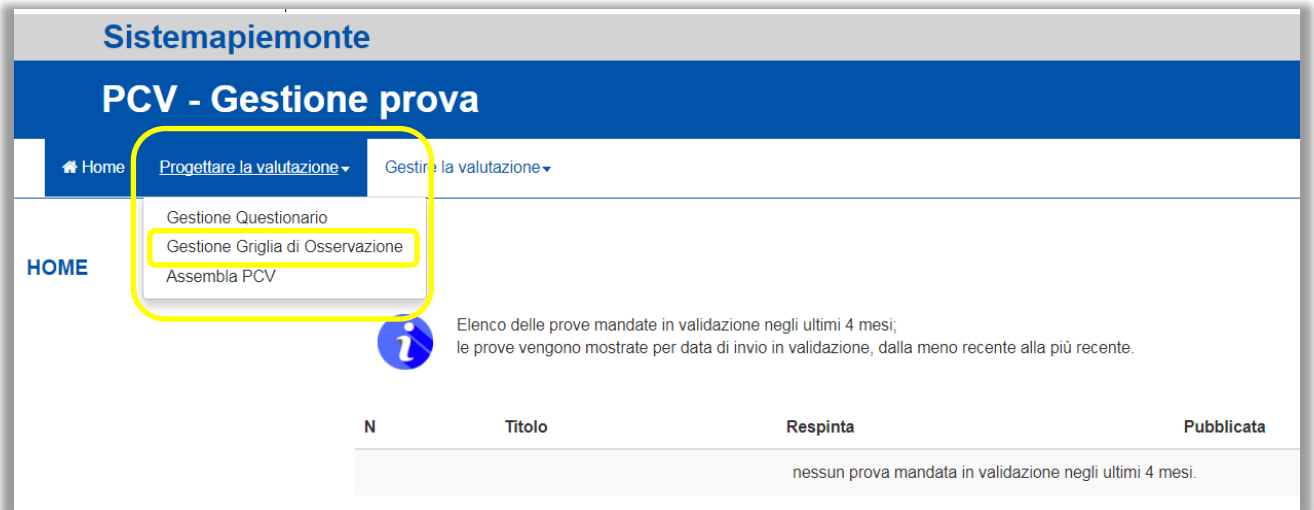 Sistemapiemonte
PCV - Gestione prova
Home Progettare la valutazione Gestire la valutazione
Gestione Questionario
Gestione Griglia di Osservazione
Assembla PCV
HOME
Elenco delle prove mandate in validazione negli ultimi 4 mesi;
le prove vengono mostrate per data di invio in validazione, dalla meno recente alla più recente.
N Titolo Respinta Pubblicata
nessun prova mandata in validazione negli ultimi 4 mesi.